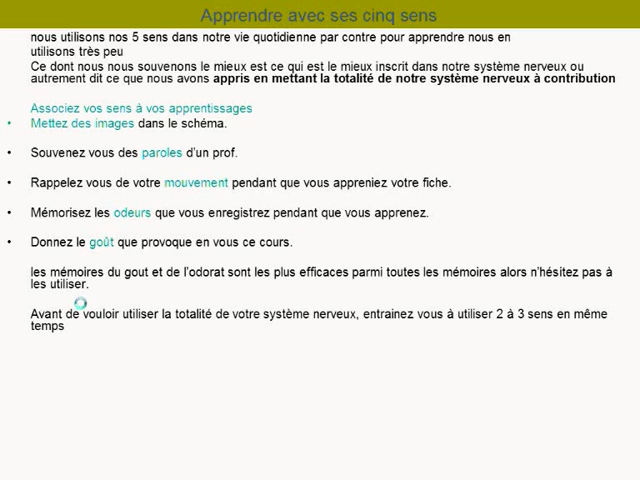 Apprendre avec ses cinq sens
nous utilisons nos 5 sens dans notre vie quotidienne par contre pour apprendre nous en
utilisons très peu
Ce dont nous nous souvenons le mieux est ce qui est le mieux inscrit dans notre système nerveux ou
autrement dit ce que nous avons appris en mettant la totalité de notre système nerveux à contribution
Associez vos sens à vos apprentissages
• Mettez des images dans le schéma.
• Souvenez vous des paroles d'un prof.
• Rappelez vous de votre mouvement pendant que vous appreniez votre fiche.
• Mémorisez les odeurs que vous enregistrez pendant que vous apprenez.
• Donnez le goût que provoque en vous ce cours.
les mémoires du gout et de l'odorat sont les plus efficaces parmi toutes les mémoires alors n'hésitez pas à
les utiliser.
Avant de vouloir utiliser la totalité de votre système nerveux, entrainez vous à utiliser 2 à 3 sens en même
temps